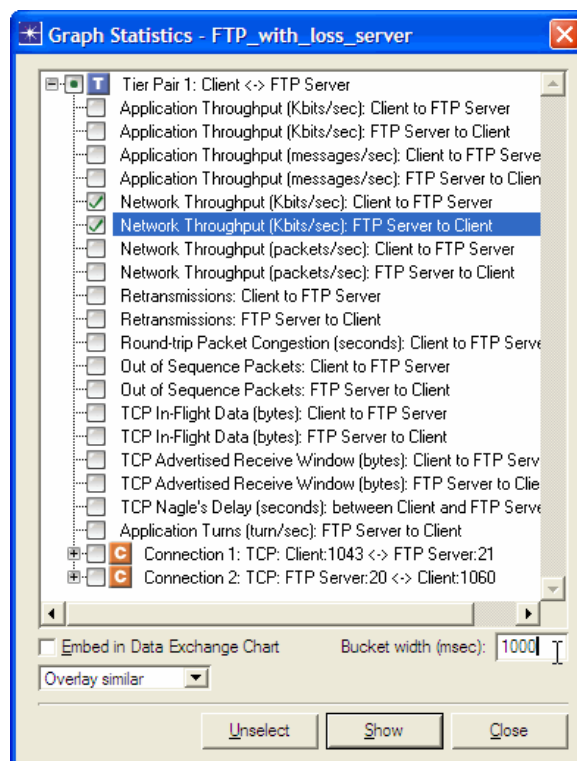 Graph Statistics - FTP_with_loss_server
T Tier Pair 1: Client <-> FTP Server
Application Throughput (Kbits/sec): Client to FTP Server
Application Throughput (Kbits/sec): FTP Server to Client
Application Throughput (messages/sec): Client to FTP Serve
Application Throughput (messages/sec): FTP Server to Clien
Network Throughput (Kbits/sec): Client to FTP Server
Network Throughput (Kbits/sec): FTP Server to Client
Network Throughput (packets/sec): Client to FTP Server
Network Throughput (packets/sec): FTP Server to Client
Retransmissions: Client to FTP Server
Retransmissions: FTP Server to Client
Round-trip Packet Congestion (seconds): Client to FTP Serve
Out of Sequence Packets: Client to FTP Server
Out of Sequence Packets: FTP Server to Client
TCP In-Flight Data (bytes): Client to FTP Server
TCP In-Flight Data (bytes): FTP Server to Client
TCP Advertised Receive Window (bytes): Client to FTP Serv
TCP Advertised Receive Window (bytes): FTP Server to Clie
TCP Nagle's Delay (seconds): between Client and FTP Serve
Application Turns (turn/sec): FTP Server to Client
C Connection 1: TCP: Client:1043 <-> FTP Server:21
C Connection 2: TCP: FTP Server:20 <-> Client:1060
Embed in Data Exchange Chart Bucket width (msec): 1000
Overlay similar
Unselect Show Close